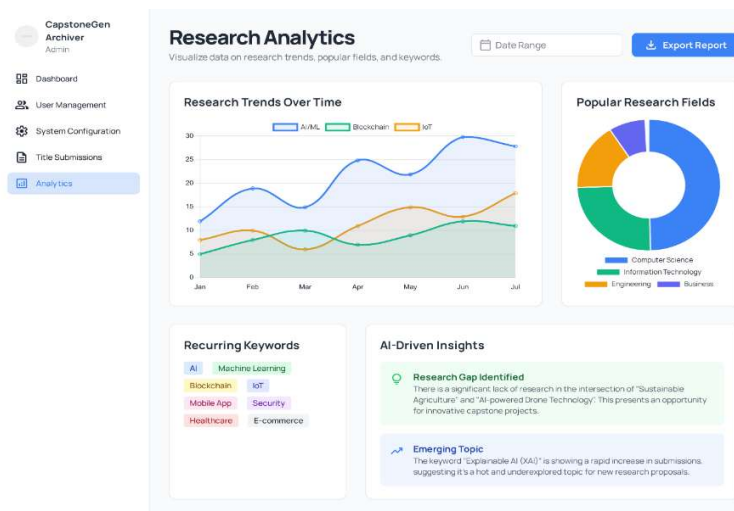 CapstoneGen
Archiver
Admin
Dashboard
User Management
System Configuration
Title Submissions
Analytics
Research Analytics
Visualize data on research trends, popular fields, and keywords.
Date Range
Export Report
Research Trends Over Time
AI/ML Blockchain IoT
30
25
20
15
10
5
0
Jan Feb Mar Apr May Jun Jul
Popular Research Fields
Computer Science
Information Technology
Engineering Business
Recurring Keywords
AI Machine Learning
Blockchain IoT
Mobile App Security
Healthcare E-commerce
AI-Driven Insights
Research Gap Identified
There is a significant lack of research in the intersection of "Sustainable
Agriculture" and "AI-powered Drone Technology". This presents an opportunity
for innovative capstone projects.
Emerging Topic
The keyword "Explainable AI (XAI)" is showing a rapid increase in submissions,
suggesting it's a hot and underexplored topic for new research proposals.